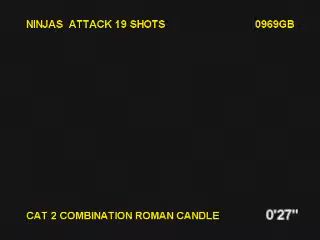 NINJAS ATTACK 19 SHOTS 0969GB
CAT 2 COMBINATION ROMAN CANDLE 0'27"